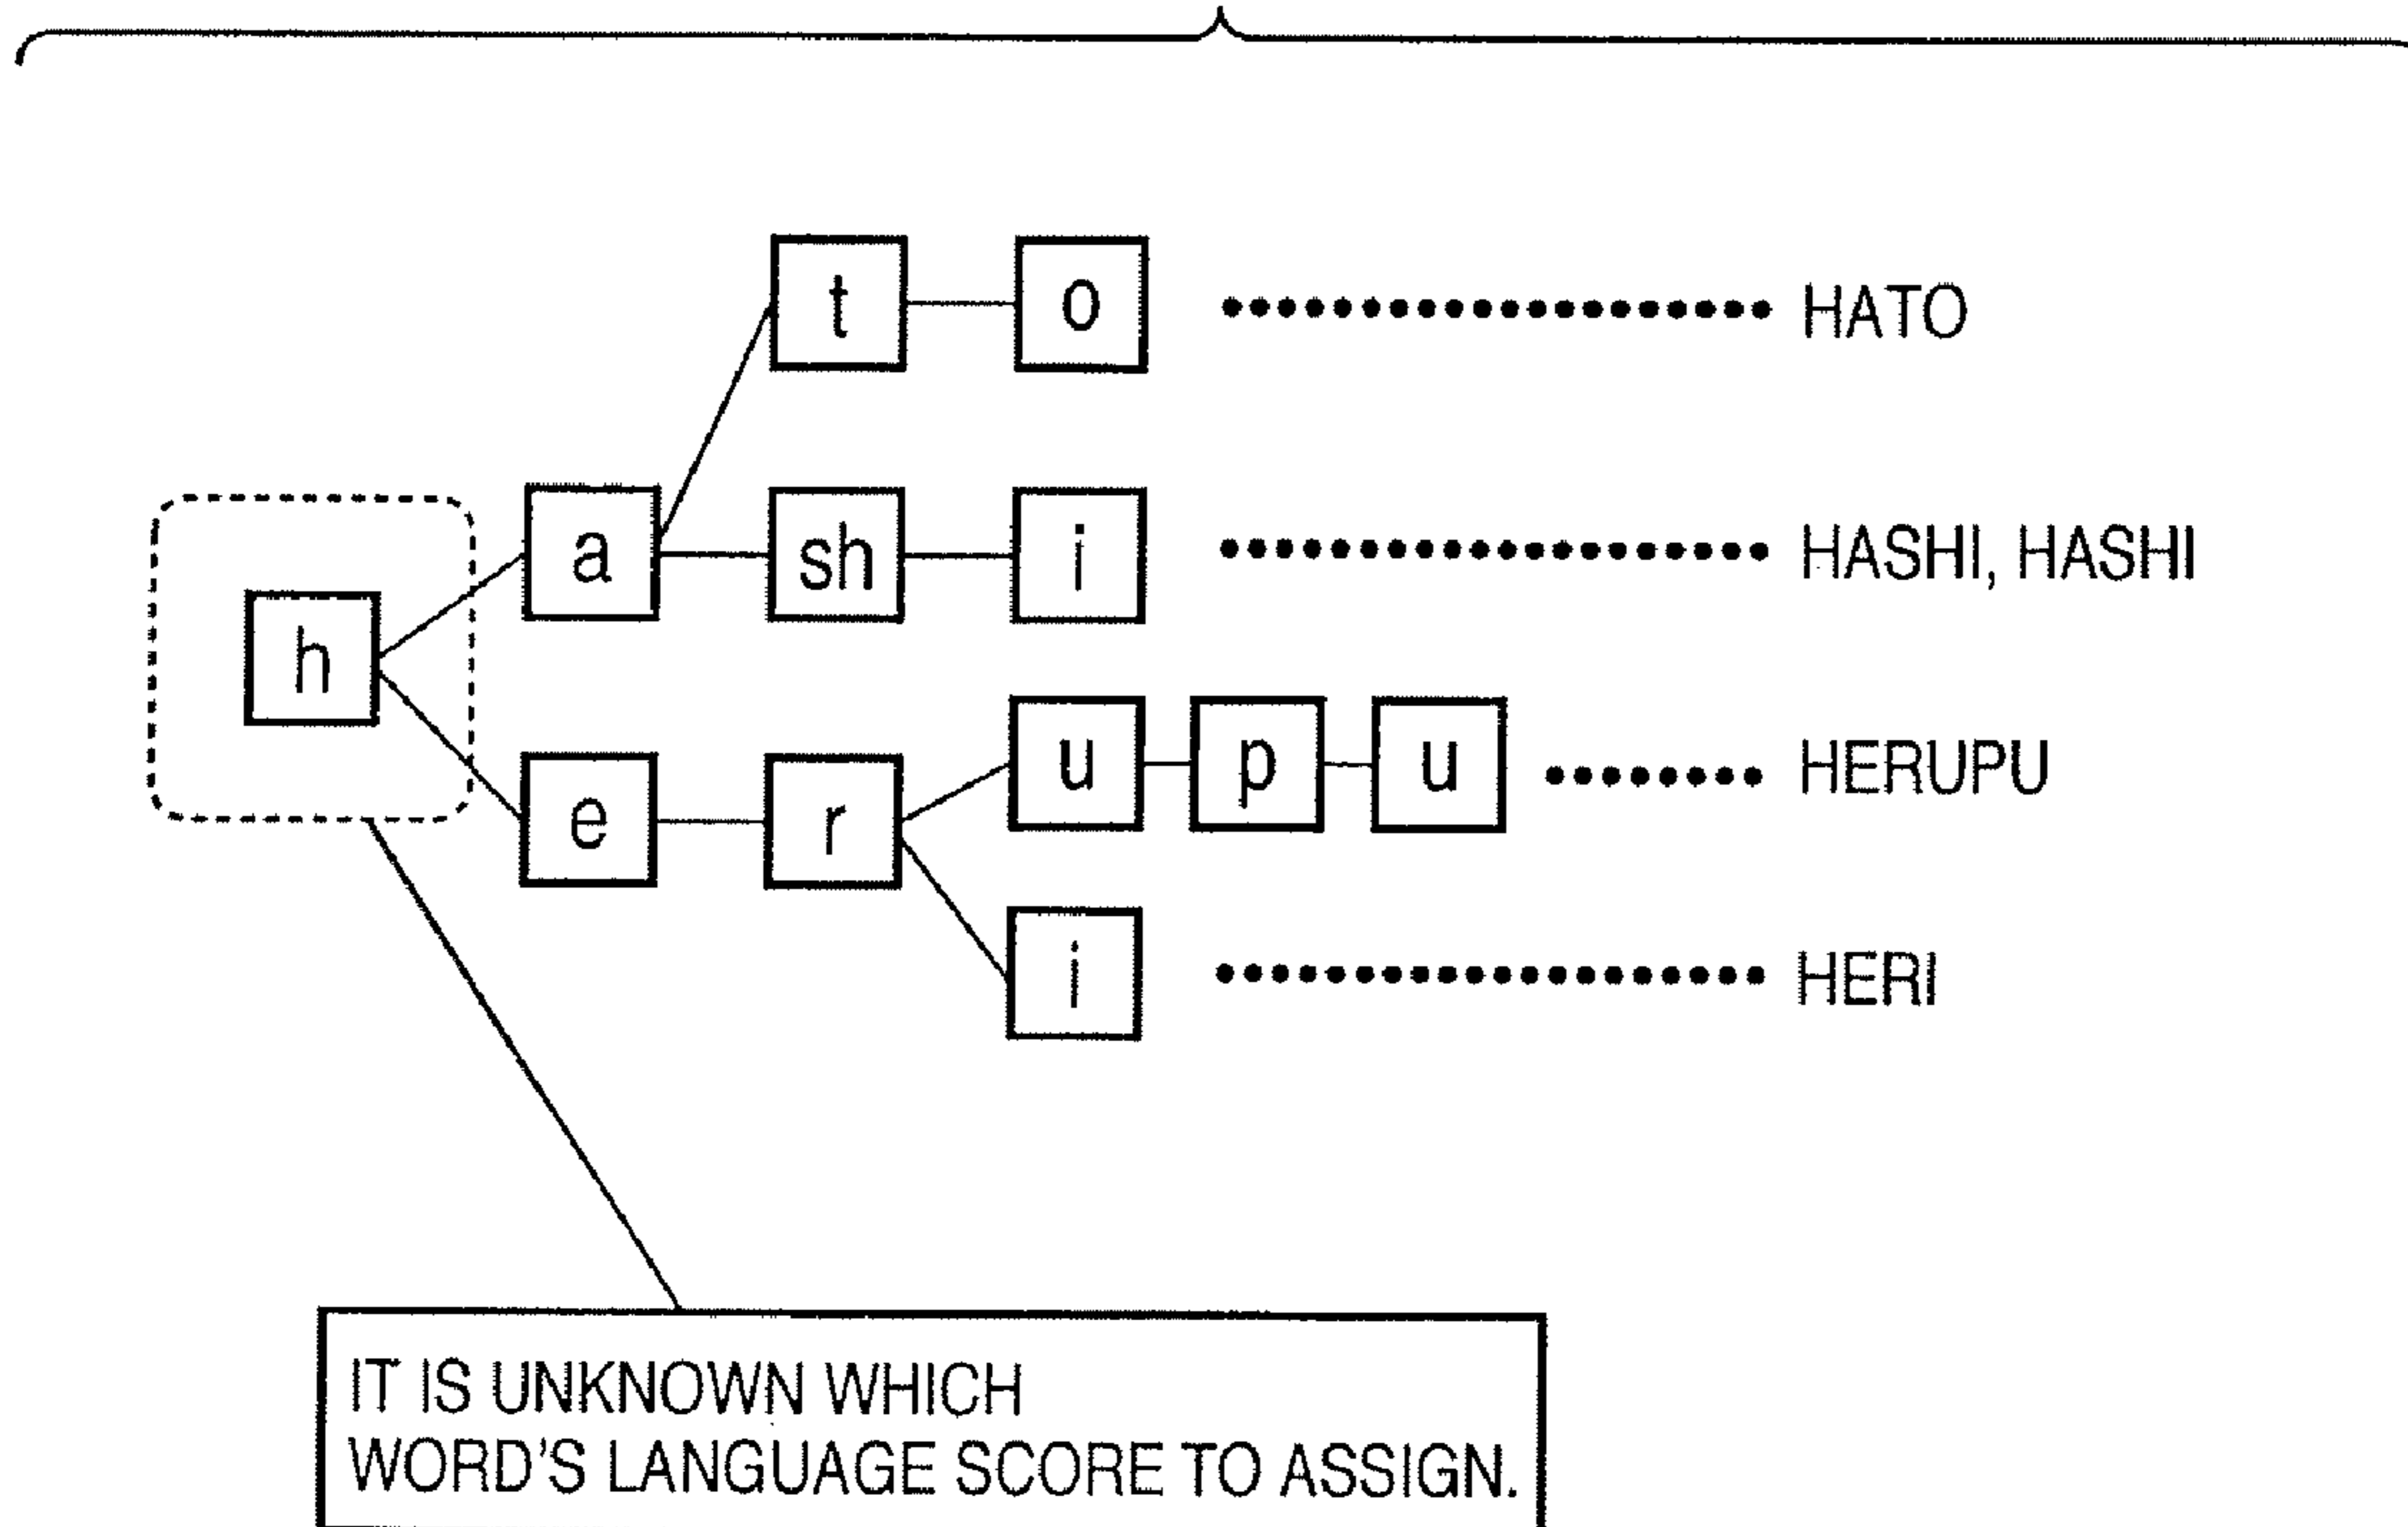 t o HATO
a sh i HASHI, HASHI
h
u p u HERUPU
e r
i HERI
IT IS UNKNOWN WHICH
WORD'S LANGUAGE SCORE TO ASSIGN.